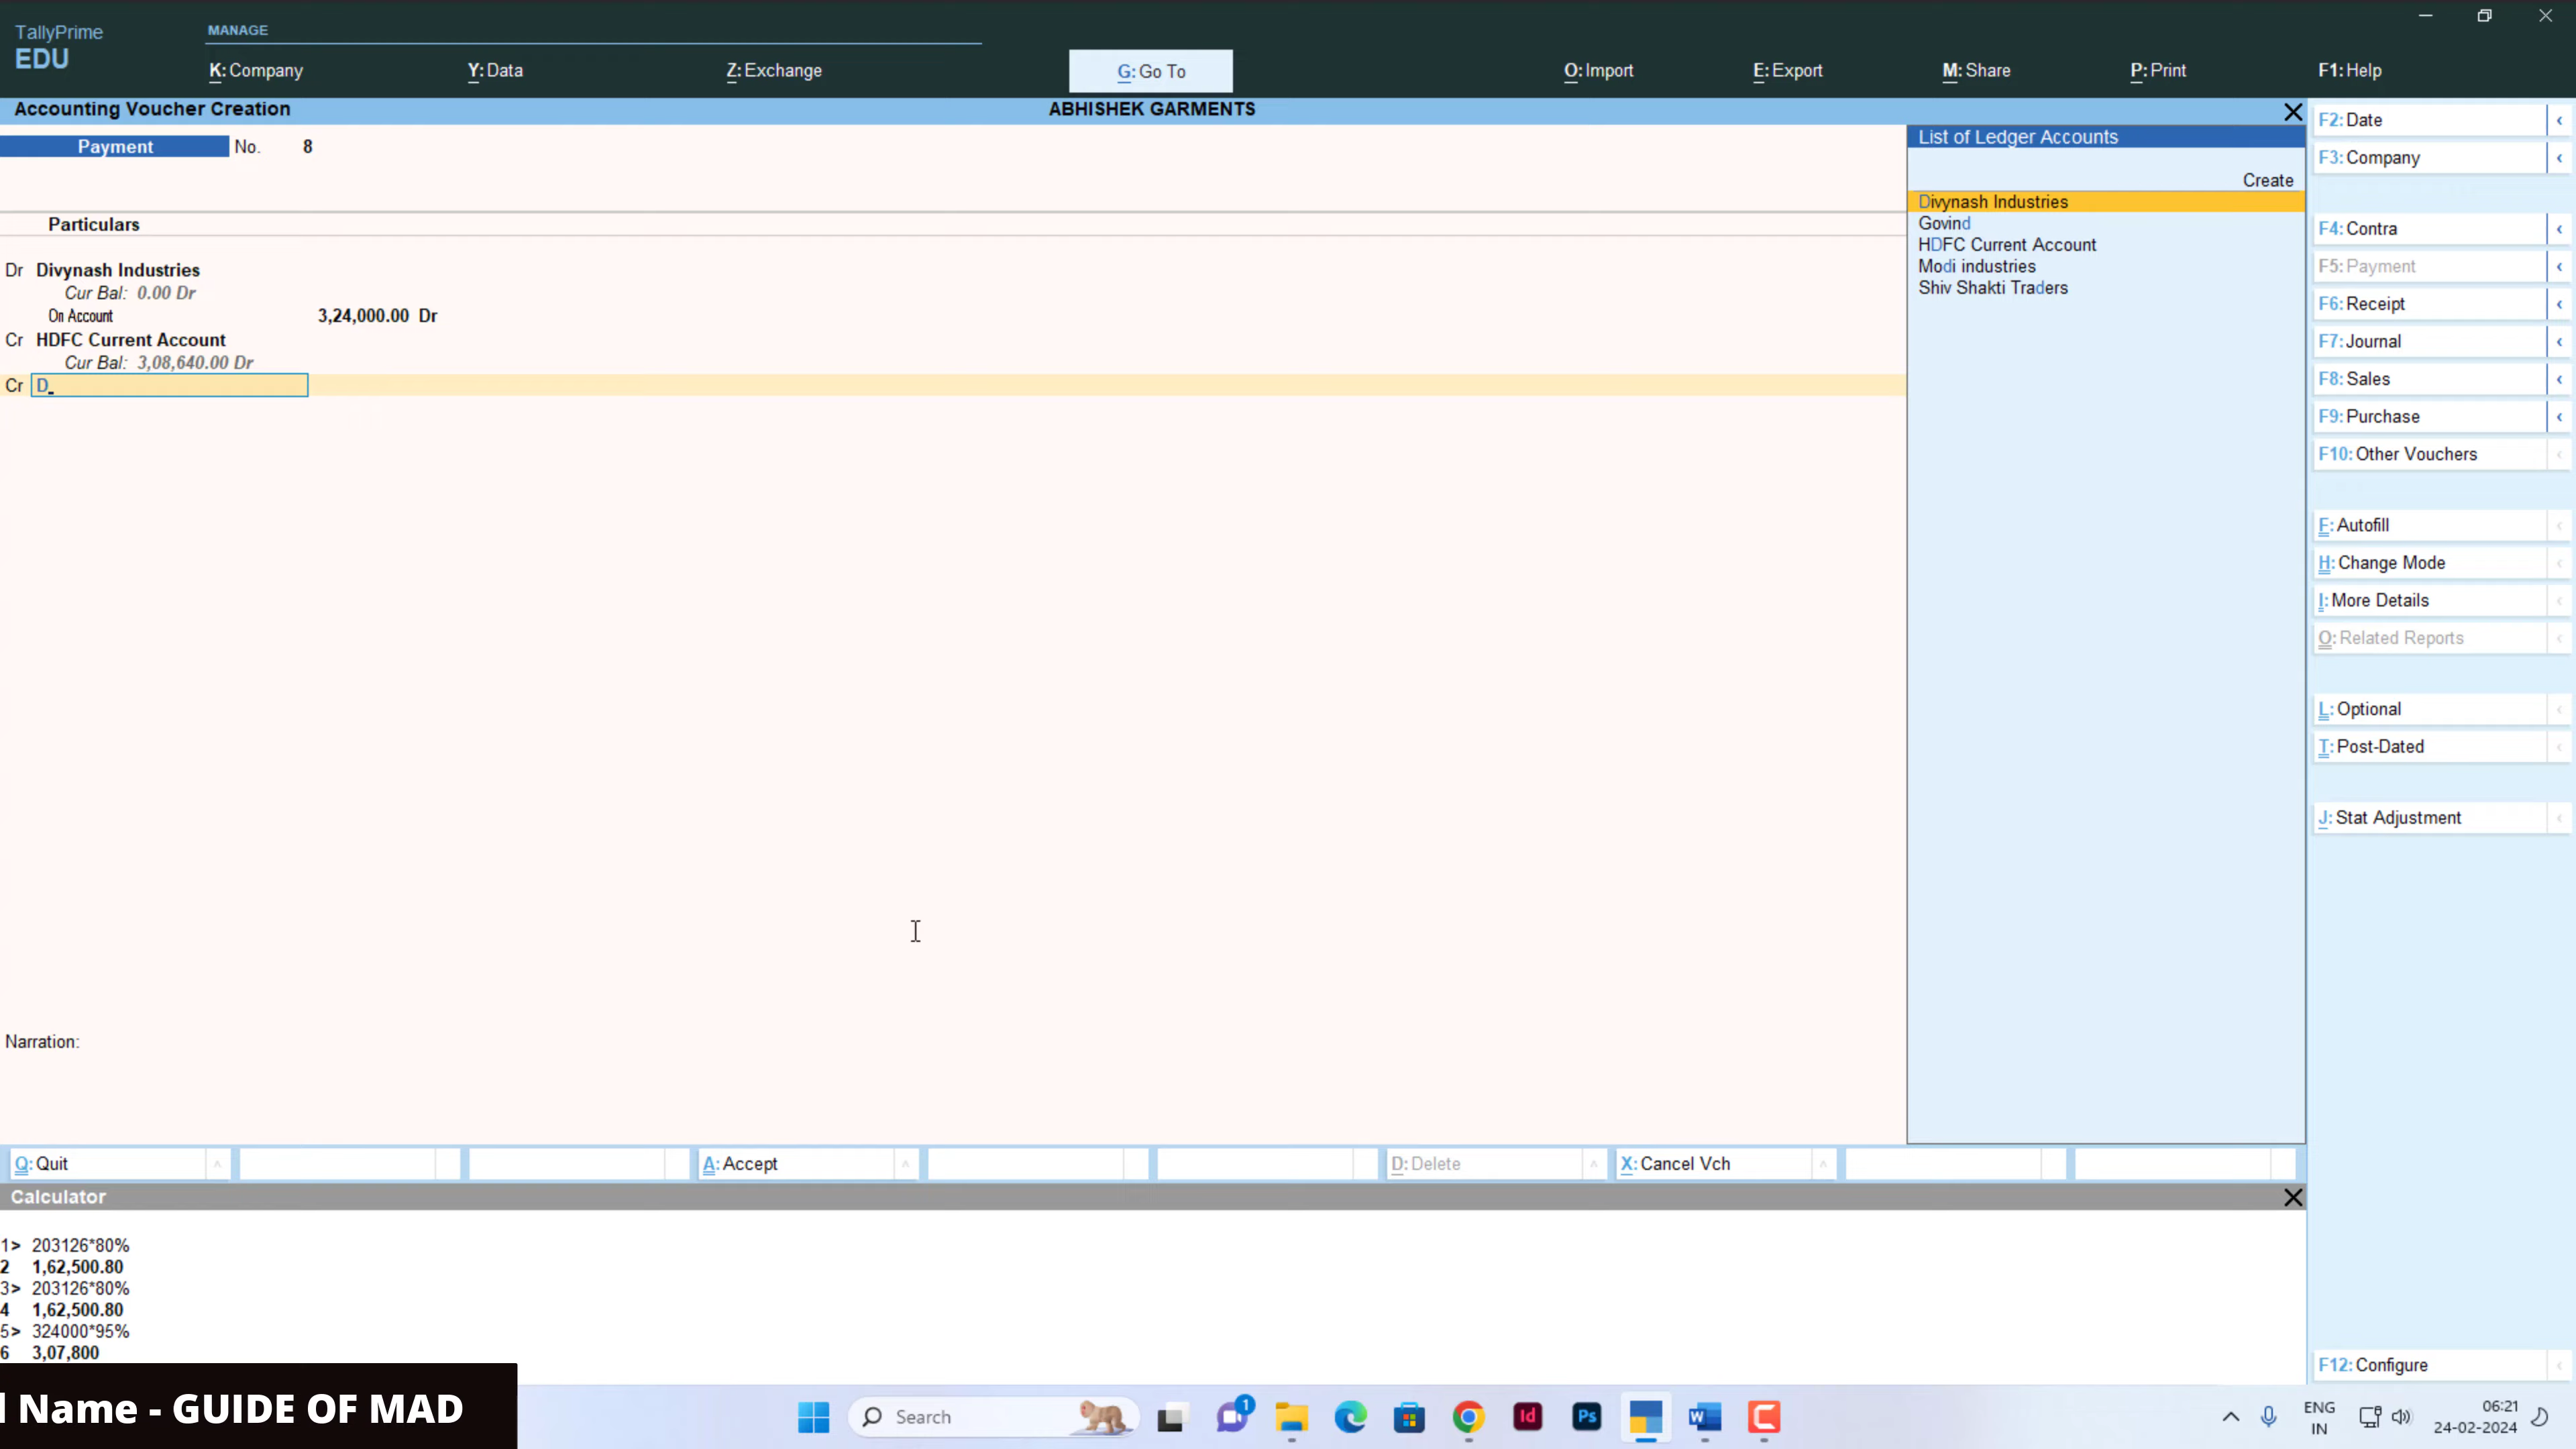 TallyPrime
EDU
MANAGE
K: Company
Y: Data
Z: Exchange
G: Go To
O: Import
E: Export
M: Share
P: Print
F1: Help
Accounting Voucher Creation
ABHISHEK GARMENTS
Payment No. 8
Particulars
Dr Divynash Industries
Cur Bal: 0.00 Dr
On Account 3,24,000.00 Dr
Cr HDFC Current Account
Cur Bal: 3,08,640.00 Dr
Cr D
Narration:
List of Ledger Accounts
Create
Divynash Industries
Govind
HDFC Current Account
Modi industries
Shiv Shakti Traders
F2: Date
F3: Company
F4: Contra
F5: Payment
F6: Receipt
F7: Journal
F8: Sales
F9: Purchase
F10: Other Vouchers
F: Autofill
H: Change Mode
I: More Details
O: Related Reports
L: Optional
T: Post-Dated
J: Stat Adjustment
F12: Configure
Q: Quit
A: Accept
D: Delete
X: Cancel Vch
Calculator
1> 203126*80%
2 1,62,500.80
3> 203126*80%
4 1,62,500.80
5> 324000*95%
6 3,07,800
l Name - GUIDE OF MAD
Search
1
Id
Ps
W
ENG
IN
06:21
24-02-2024